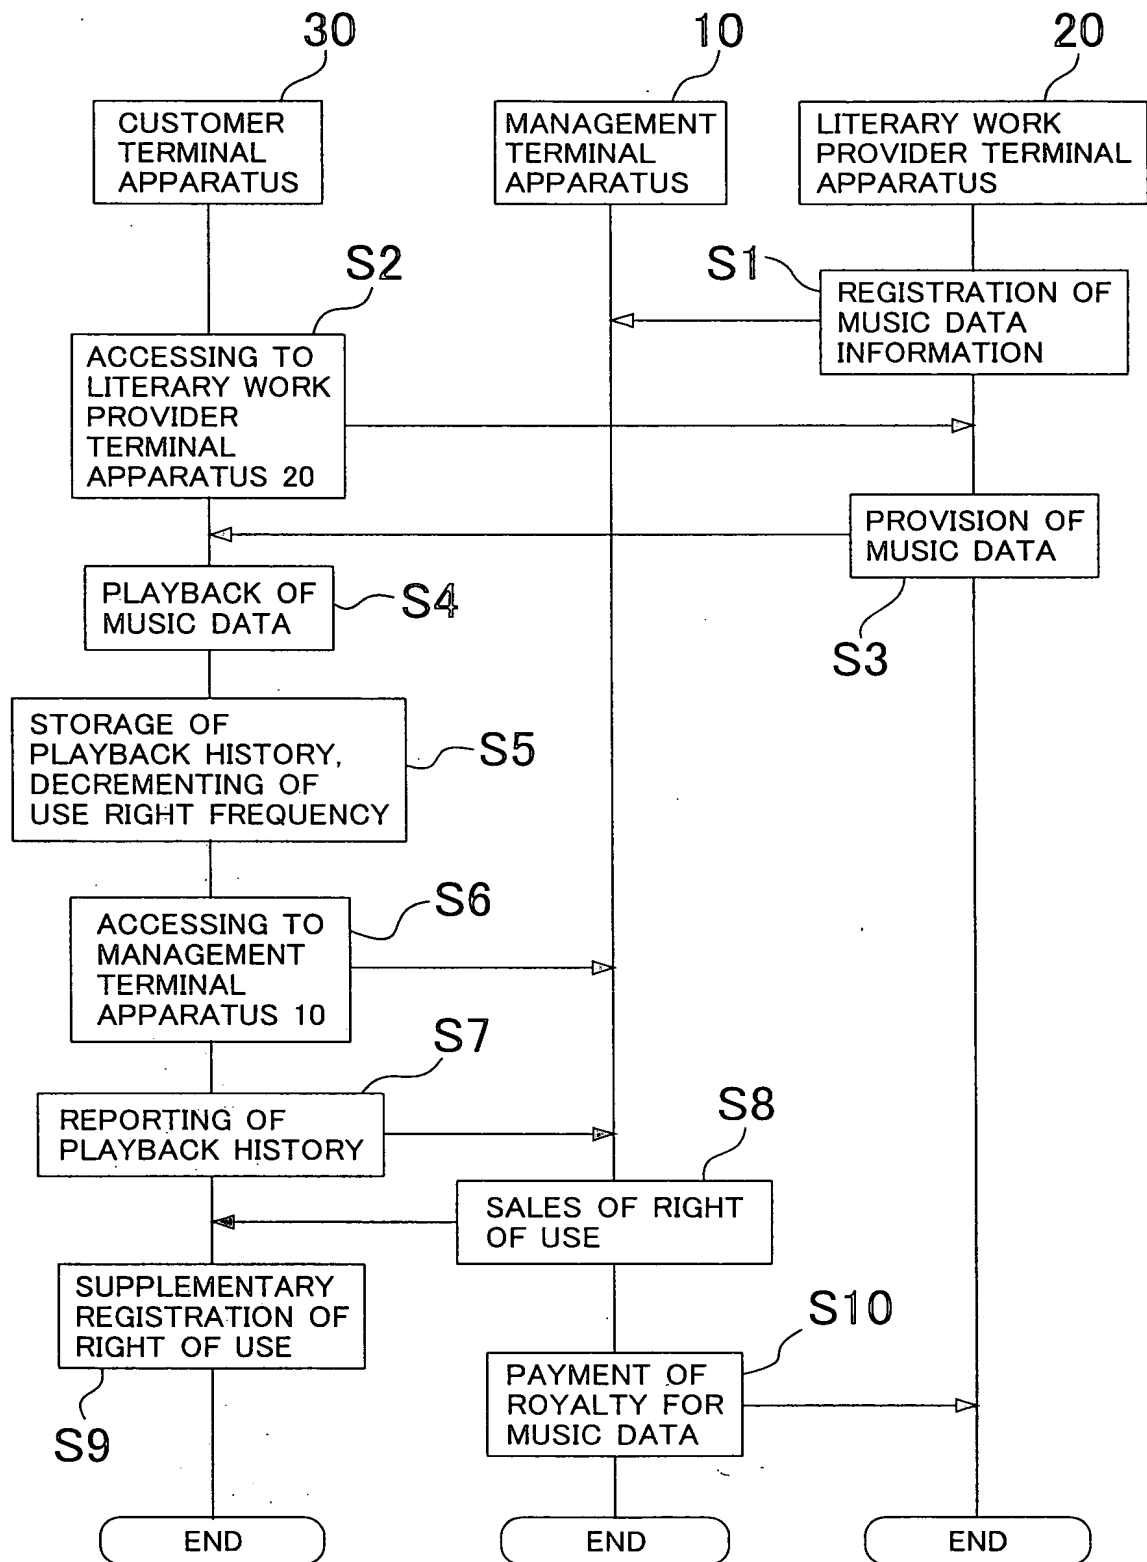 30
10
20
CUSTOMER
TERMINAL
APPARATUS
MANAGEMENT
TERMINAL
APPARATUS
LITERARY WORK
PROVIDER TERMINAL
APPARATUS
S1
REGISTRATION OF
MUSIC DATA
INFORMATION
S2
ACCESSING TO
LITERARY WORK
PROVIDER
TERMINAL
APPARATUS 20
PROVISION OF
MUSIC DATA
S3
PLAYBACK OF
MUSIC DATA
S4
STORAGE OF
PLAYBACK HISTORY,
DECREMENTING OF
USE RIGHT FREQUENCY
S5
ACCESSING TO
MANAGEMENT
TERMINAL
APPARATUS 10
S6
S7
REPORTING OF
PLAYBACK HISTORY
S8
SALES OF RIGHT
OF USE
SUPPLEMENTARY
REGISTRATION OF
RIGHT OF USE
S9
S10
PAYMENT OF
ROYALTY FOR
MUSIC DATA
END
END
END